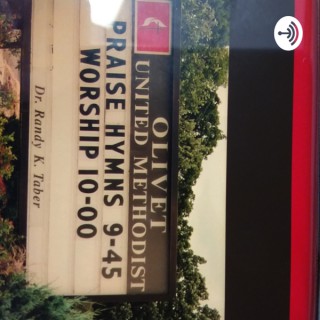 OLIVET
UNITED METHODIST
PRAISE HYMNS 9-45
WORSHIP 10-00
Dr. Randy K. Taber